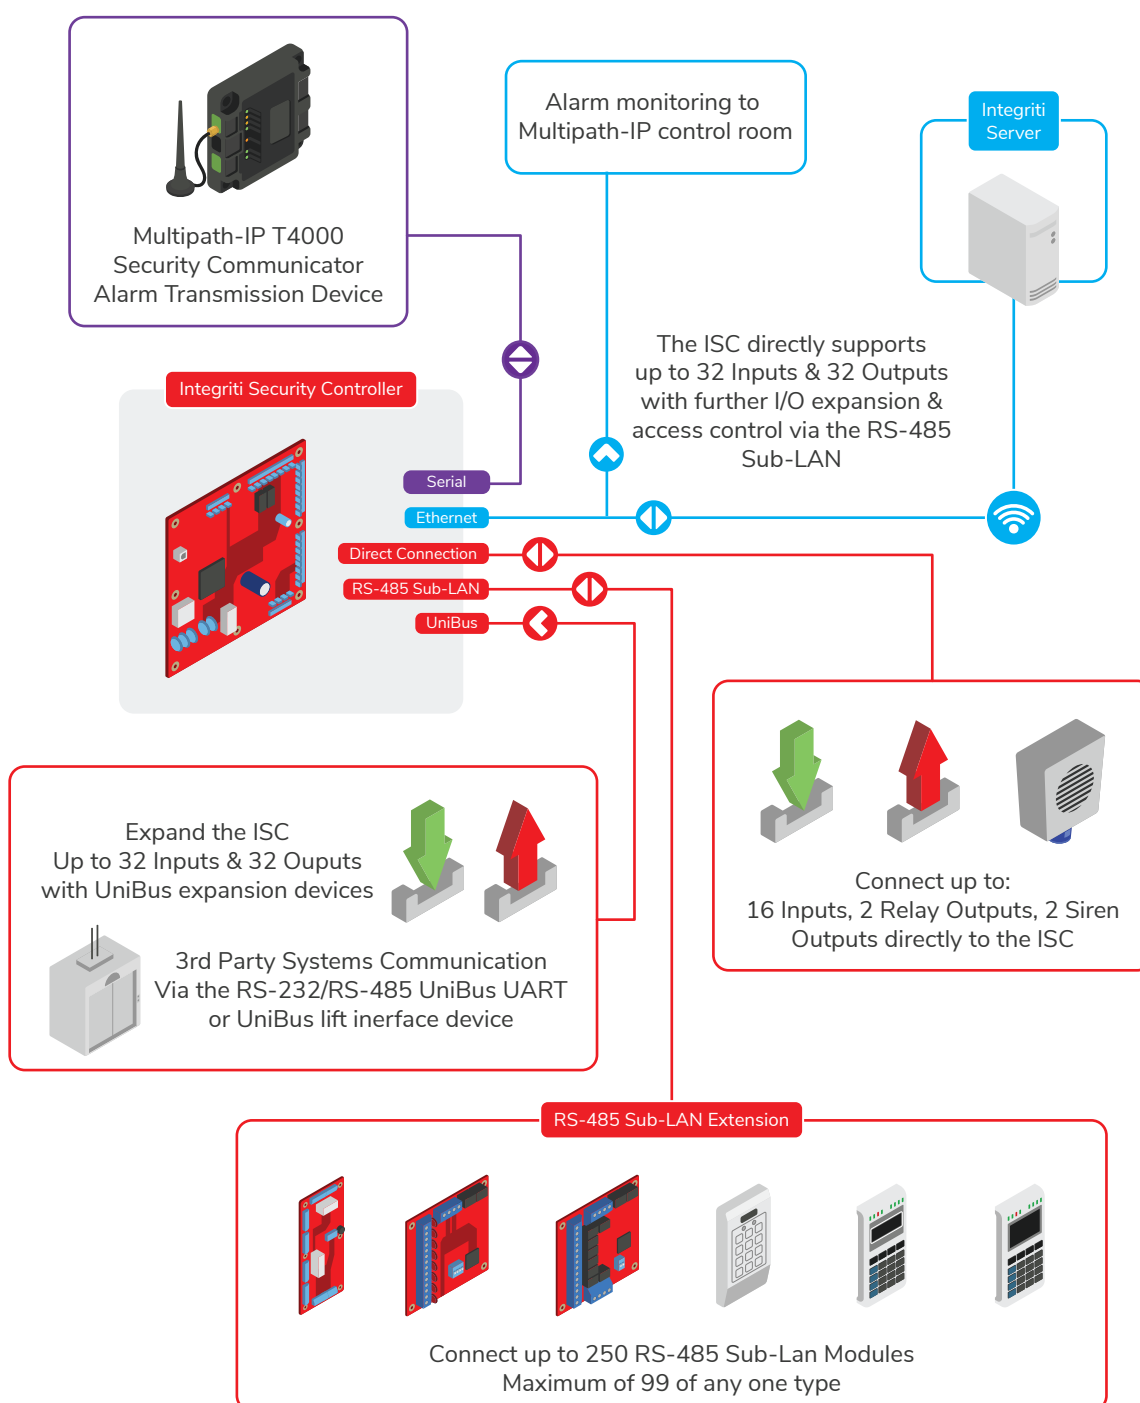 Multipath-IP T4000
Security Communicator
Alarm Transmission Device
Alarm monitoring to
Multipath-IP control room
Integriti
Server
The ISC directly supports
up to 32 Inputs & 32 Outputs
with further I/O expansion &
access control via the RS-485
Sub-LAN
Integriti Security Controller
Serial
Ethernet
Direct Connection
RS-485 Sub-LAN
UniBus
Connect up to:
16 Inputs, 2 Relay Outputs, 2 Siren
Outputs directly to the ISC
Expand the ISC
Up to 32 Inputs & 32 Ouputs
with UniBus expansion devices
3rd Party Systems Communication
Via the RS-232/RS-485 UniBus UART
or UniBus lift inerface device
RS-485 Sub-LAN Extension
Connect up to 250 RS-485 Sub-Lan Modules
Maximum of 99 of any one type